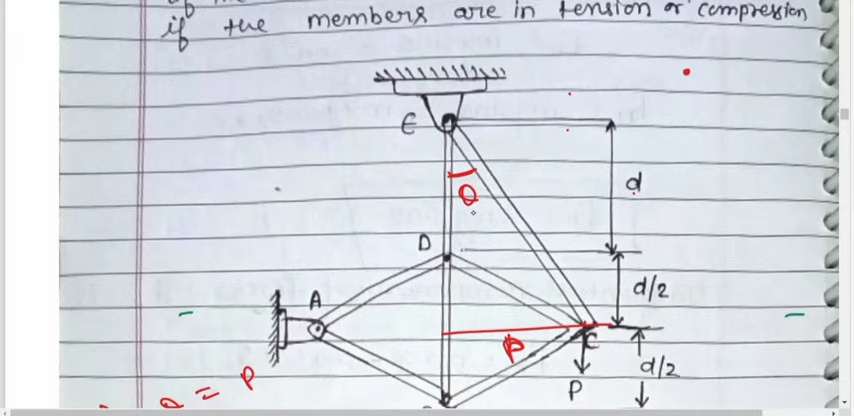 if the members are in tension or compression
E
d
θ
D
d/2
A
C
P
d/2
P
θ = P